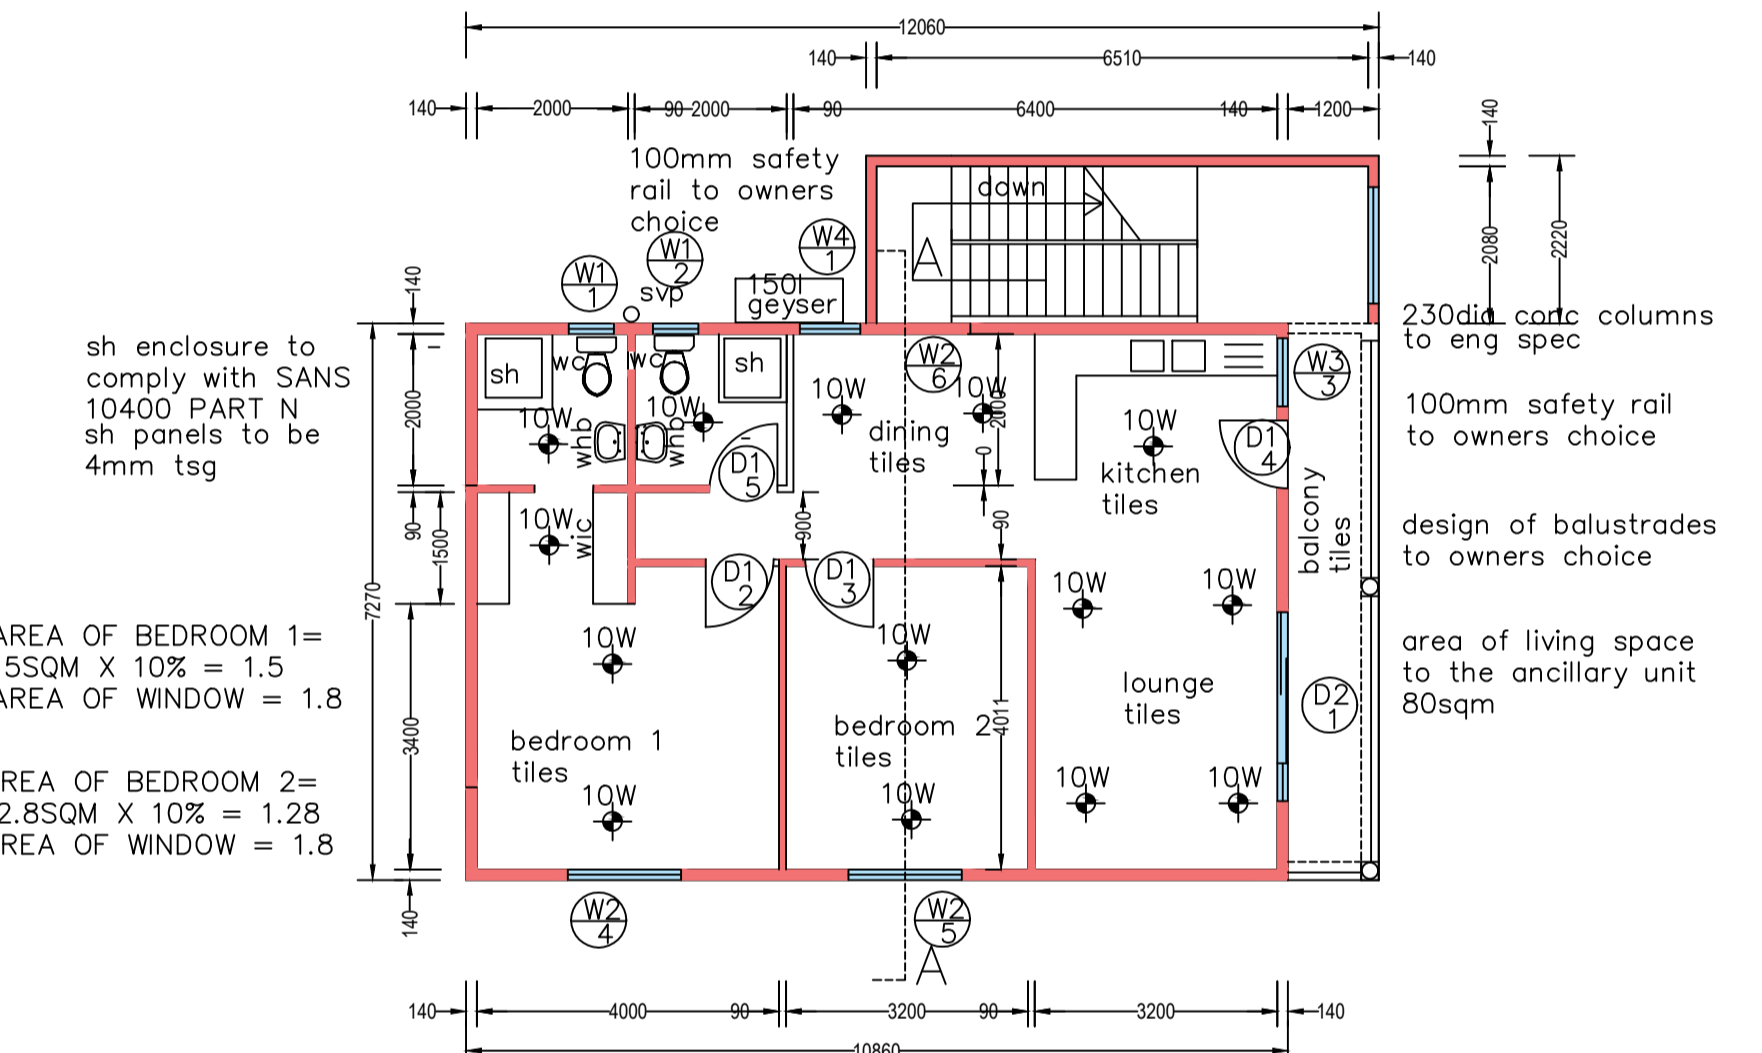 12060
140 6510 140
140 2000 90 2000 90 6400 140 1200
100mm safety
rail to owners
choice
140
2080
2220
down
A
W1
1
W1
2
W4
1
svp
150l
geyser
140
230dia conc columns
to eng spec
100mm safety rail
to owners choice
design of balustrades
to owners choice
area of living space
to the ancillary unit
80sqm
sh enclosure to
comply with SANS
10400 PART N
sh panels to be
4mm tsg
sh
wc
wc
sh
W2
6
W3
3
10W
10W
10W
10W
10W
whb
whb
2000
2000
0
dining
tiles
kitchen
tiles
D1
5
D1
4
balcony
tiles
10W
wic
90
1500
900
90
D1
2
D1
3
10W
10W
7270
AREA OF BEDROOM 1=
5SQM X 10% = 1.5
AREA OF WINDOW = 1.8
10W
10W
3400
bedroom 1
tiles
bedroom 2
tiles
4011
lounge
tiles
D2
1
REA OF BEDROOM 2=
2.8SQM X 10% = 1.28
REA OF WINDOW = 1.8
10W
10W
10W
10W
140
W2
4
W2
5
A
140 4000 90 3200 90 3200 140
10860